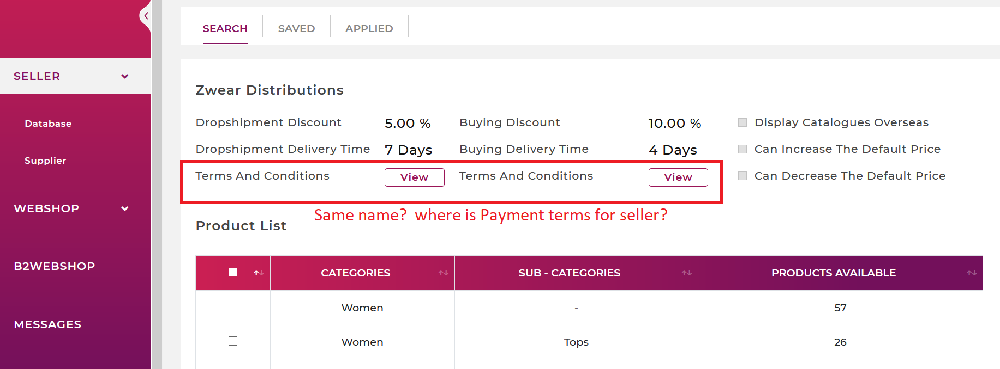 SEARCH SAVED APPLIED
SELLER
Database
Supplier
WEBSHOP
B2WEBSHOP
MESSAGES
Zwear Distributions
Dropshipment Discount 5.00 % Buying Discount 10.00 % Display Catalogues Overseas
Dropshipment Delivery Time 7 Days Buying Delivery Time 4 Days Can Increase The Default Price
Terms And Conditions View Terms And Conditions View Can Decrease The Default Price
Same name? where is Payment terms for seller?
Product List
CATEGORIES SUB - CATEGORIES PRODUCTS AVAILABLE
Women - 57
Women Tops 26